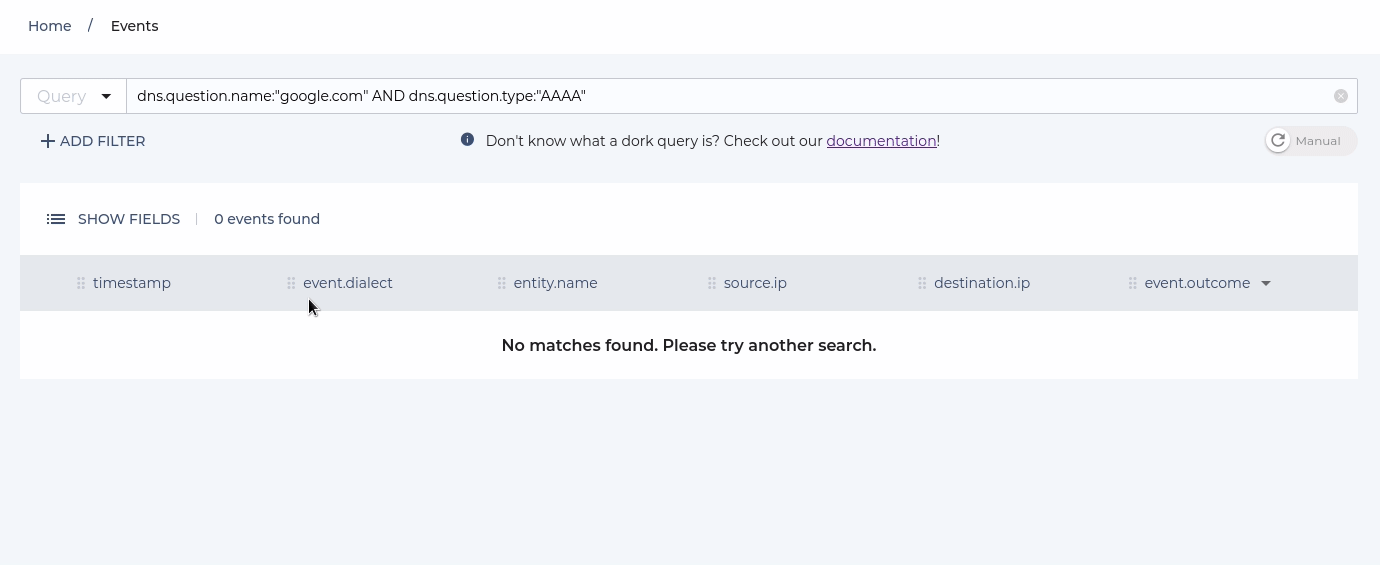 Home / Events
Query dns.question.name:"google.com" AND dns.question.type:"AAAA"
ADD FILTER Don't know what a dork query is? Check out our documentation! Manual
SHOW FIELDS 0 events found
timestamp event.dialect entity.name source.ip destination.ip event.outcome
No matches found. Please try another search.